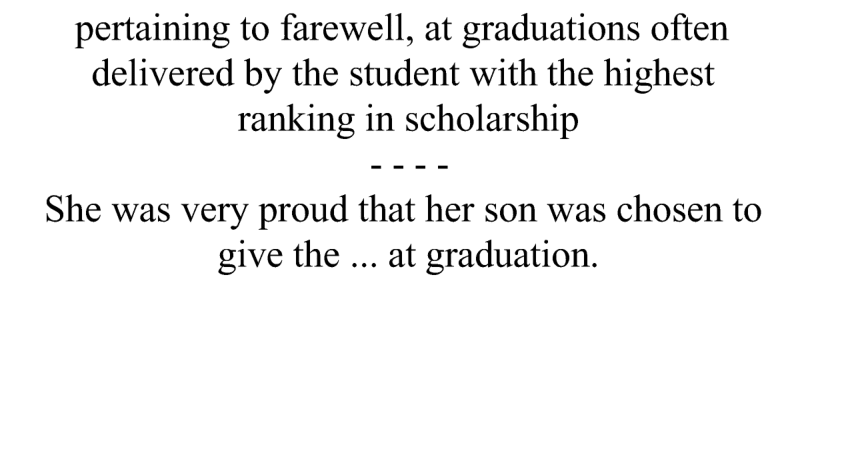 pertaining to farewell, at graduations often
delivered by the student with the highest
ranking in scholarship
- - - -
She was very proud that her son was chosen to
give the ... at graduation.